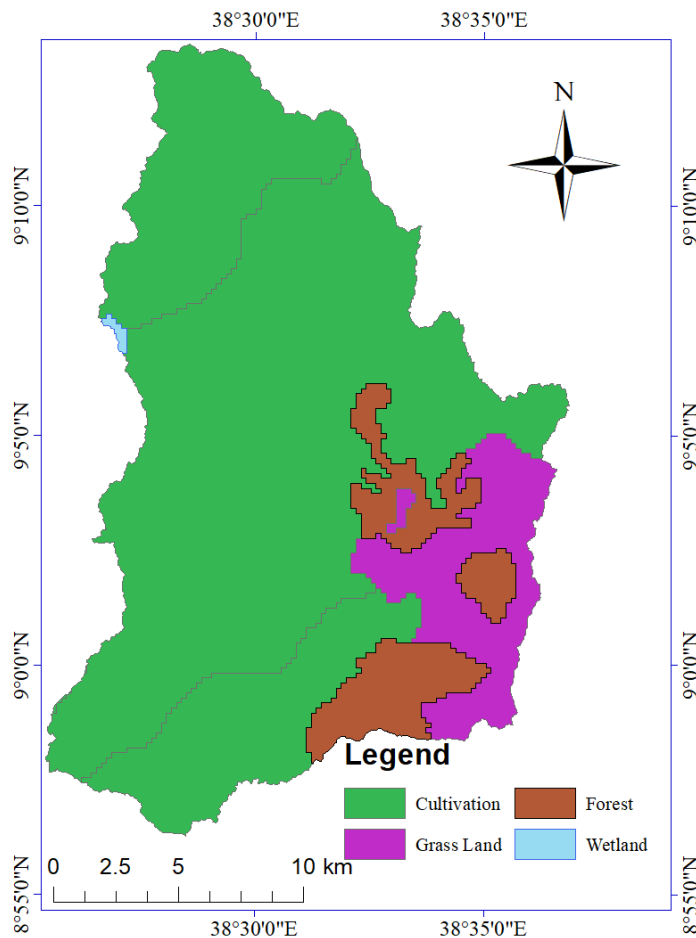 38°30'0"E 38°35'0"E
N
9°10'0"N 9°10'0"N
9°5'0"N 9°5'0"N
9°0'0"N 9°0'0"N
Legend
Cultivation Forest
Grass Land Wetland
0 2.5 5 10 km
8°55'0"N 8°55'0"N
38°30'0"E 38°35'0"E